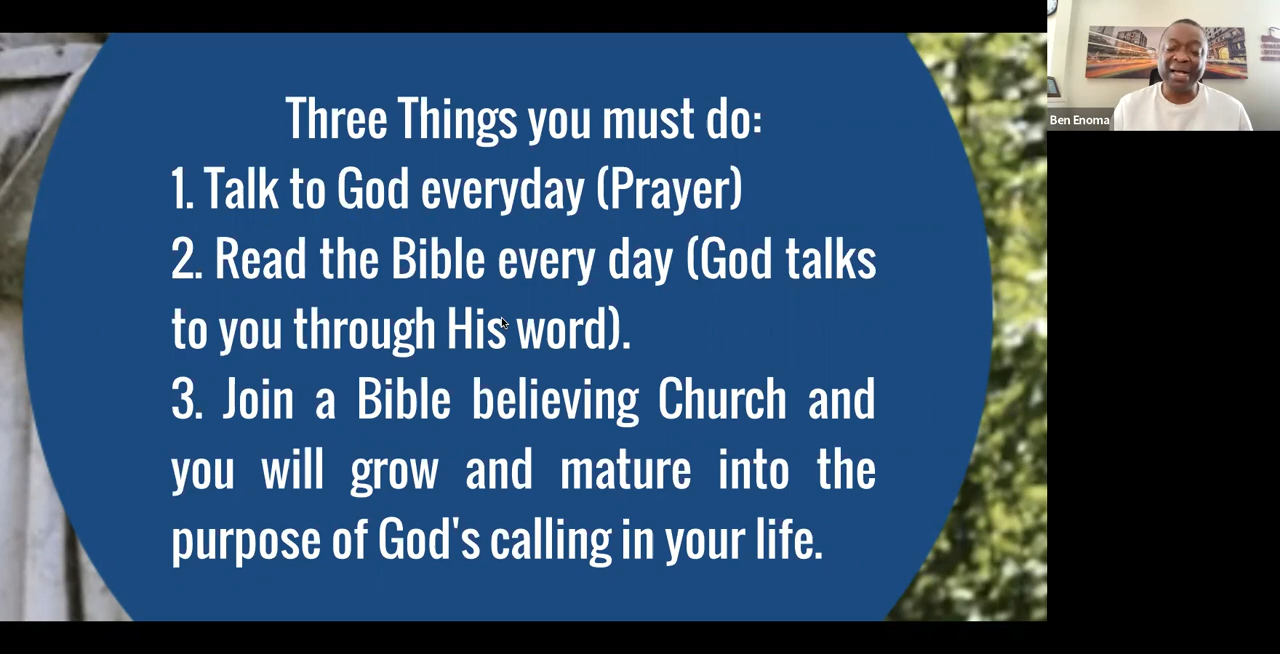 Three Things you must do:
1. Talk to God everyday (Prayer)
2. Read the Bible every day (God talks
to you through His word).
3. Join a Bible believing Church and
you will grow and mature into the
purpose of God's calling in your life.
Ben Enoma